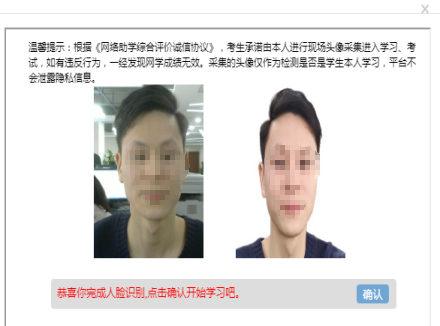 温馨提示：根据《网络助学综合评价诚信协议》，考生承诺由本人进行现场头像采集进入学习、考
试，如有违反行为，一经发现网学成绩无效。采集的头像仅作为检测是否是学生本人学习，平台不
会泄露隐私信息。
恭喜你完成人脸识别,点击确认开始学习吧。
确认